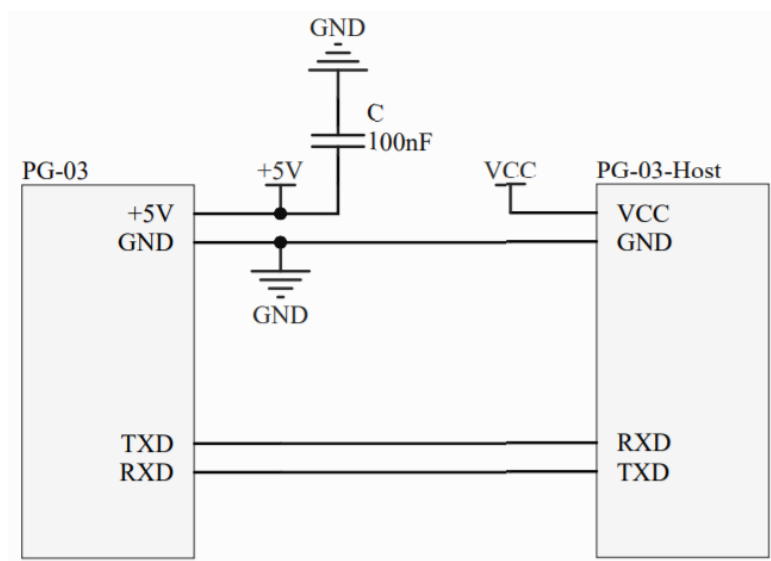 GND
C
100nF
PG-03
+5V
VCC
PG-03-Host
+5V
VCC
GND
GND
GND
TXD
RXD
RXD
TXD